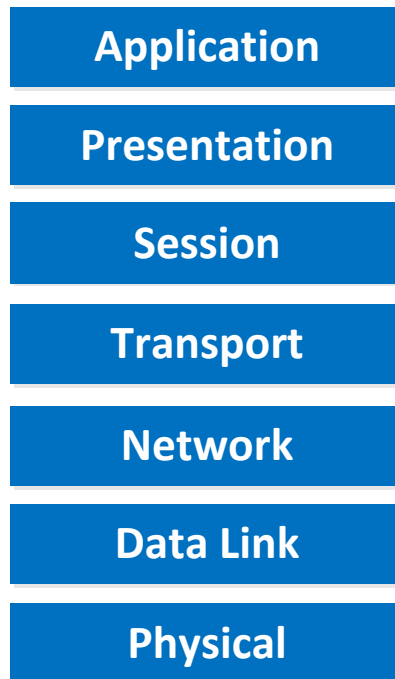 Application
Presentation
Session
Transport
Network
Data Link
Physical